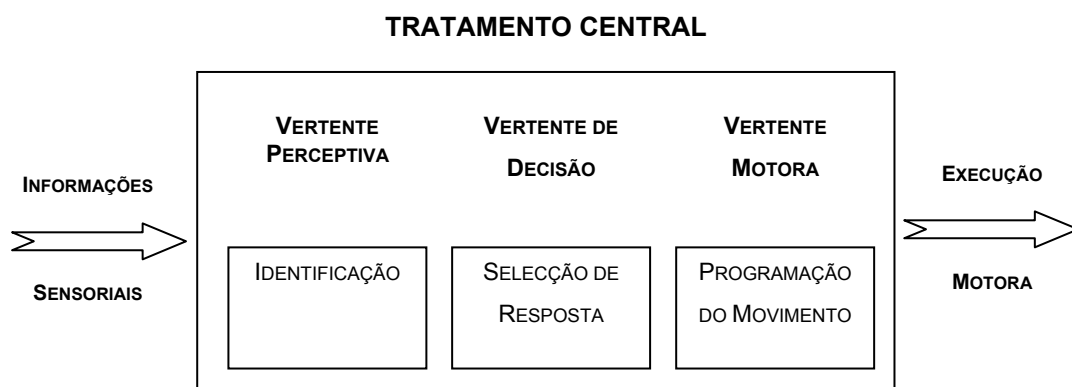 TRATAMENTO CENTRAL
INFORMAÇÕES
SENSORIAIS
VERTENTE
PERCEPTIVA
VERTENTE DE
DECISÃO
VERTENTE
MOTORA
IDENTIFICAÇÃO
SELECÇÃO DE
RESPOSTA
PROGRAMAÇÃO
DO MOVIMENTO
EXECUÇÃO
MOTORA